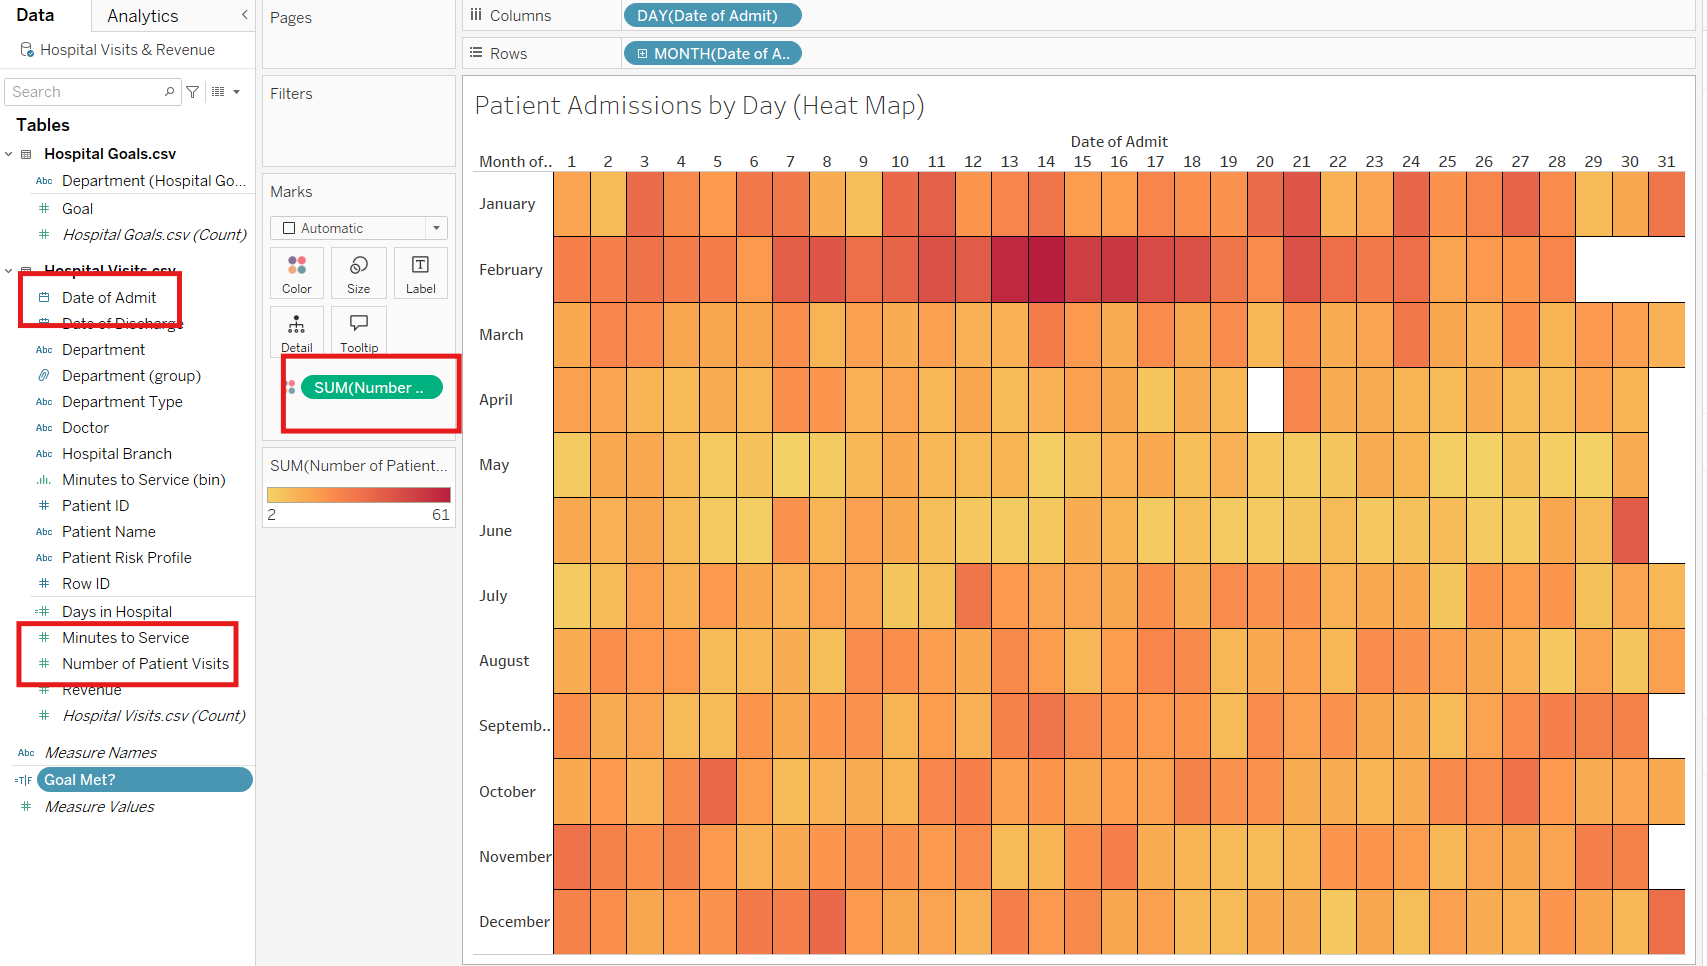 Data
Analytics
Hospital Visits & Revenue
Search
Tables
Hospital Goals.csv
Abc Department (Hospital Go...
# Goal
# Hospital Goals.csv (Count)
Hospital Visits.csv
Date of Admit
Date of Discharge
Abc Department
Department (group)
Abc Department Type
Abc Doctor
Abc Hospital Branch
Minutes to Service (bin)
# Patient ID
Abc Patient Name
Abc Patient Risk Profile
# Row ID
=# Days in Hospital
# Minutes to Service
# Number of Patient Visits
# Revenue
# Hospital Visits.csv (Count)
Abc Measure Names
=T|F Goal Met?
# Measure Values
Pages
Filters
Marks
Automatic
Color Size Label
Detail Tooltip
SUM(Number ..
SUM(Number of Patient...
2 61
Columns DAY(Date of Admit)
Rows MONTH(Date of A..
Patient Admissions by Day (Heat Map)
Date of Admit
Month of.. 1 2 3 4 5 6 7 8 9 10 11 12 13 14 15 16 17 18 19 20 21 22 23 24 25 26 27 28 29 30 31
January
February
March
April
May
June
July
August
Septemb..
October
November
December